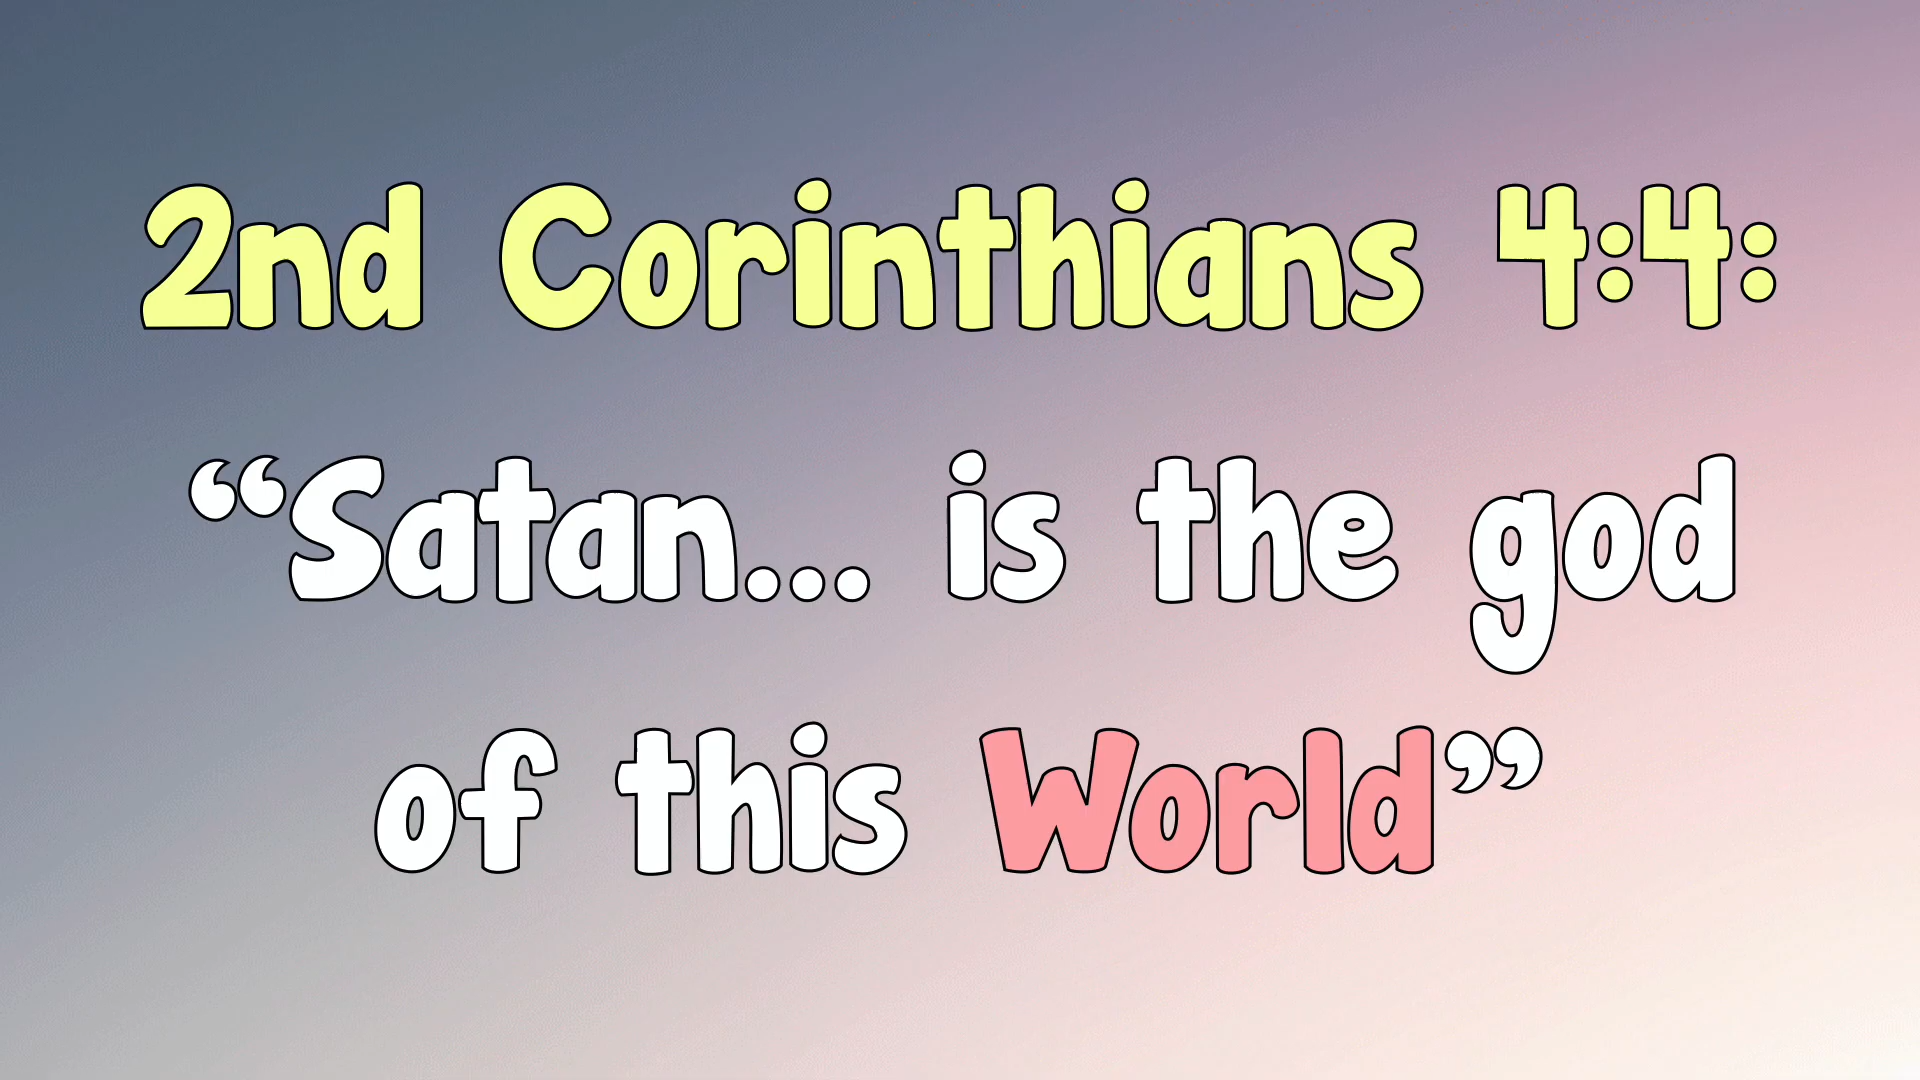 2nd Corinthians 4:4:
“Satan... is the god
of this World”